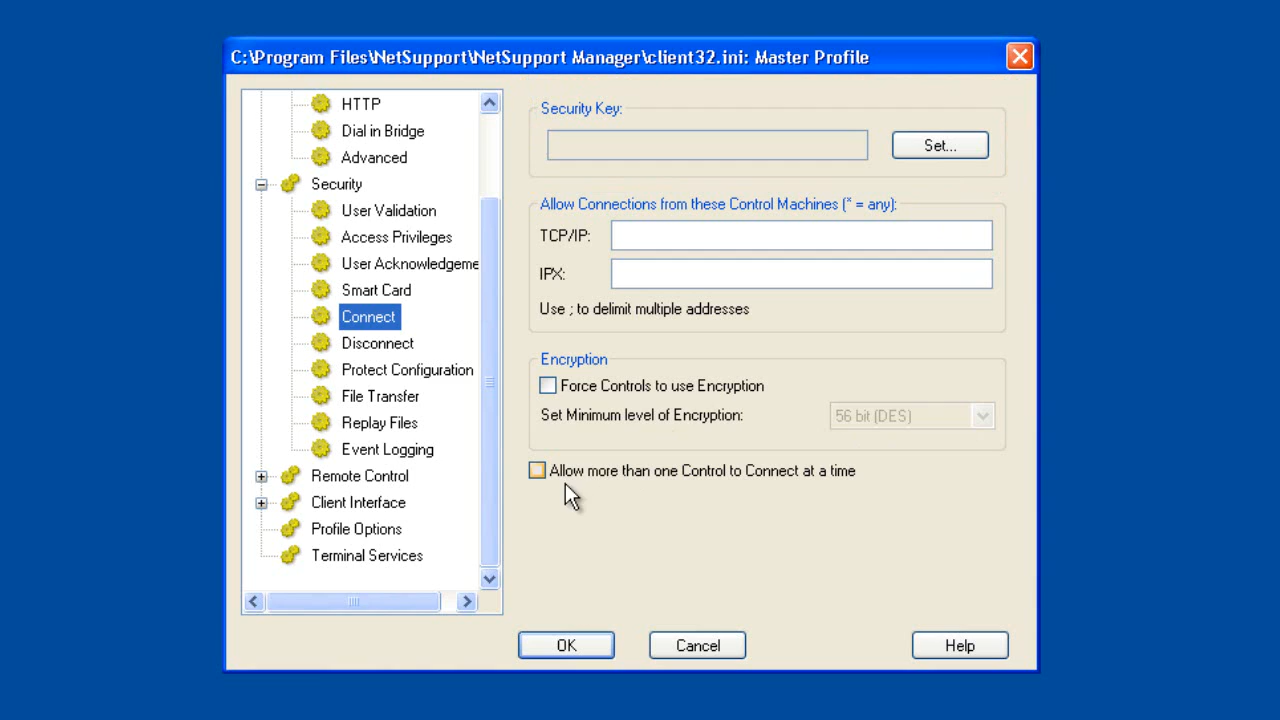 C:\Program Files\NetSupport\NetSupport Manager\client32.ini: Master Profile
HTTP
Dial in Bridge
Advanced
Security
User Validation
Access Privileges
User Acknowledgeme
Smart Card
Connect
Disconnect
Protect Configuration
File Transfer
Replay Files
Event Logging
Remote Control
Client Interface
Profile Options
Terminal Services
Security Key:
Set...
Allow Connections from these Control Machines (* = any):
TCP/IP:
IPX:
Use ; to delimit multiple addresses
Encryption
Force Controls to use Encryption
Set Minimum level of Encryption: 56 bit (DES)
Allow more than one Control to Connect at a time
OK Cancel Help